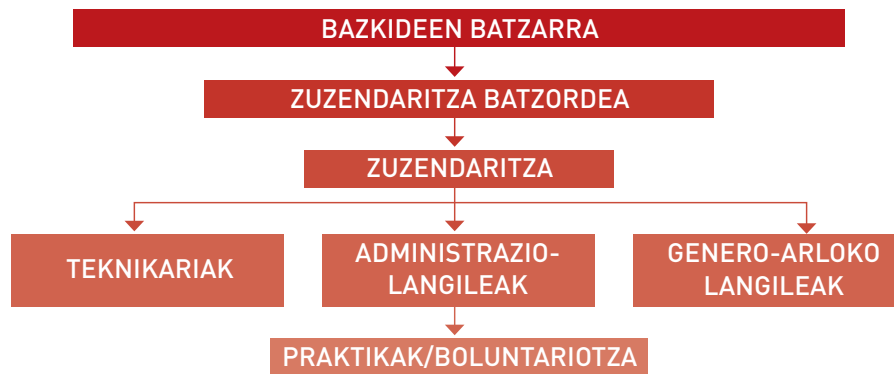 BAZKIDEEN BATZARRA
ZUZENDARITZA BATZORDEA
ZUZENDARITZA
TEKNIKARIAK
ADMINISTRAZIO-
LANGILEAK
GENERO-ARLOKO
LANGILEAK
PRAKTIKAK/BOLUNTARIOTZA